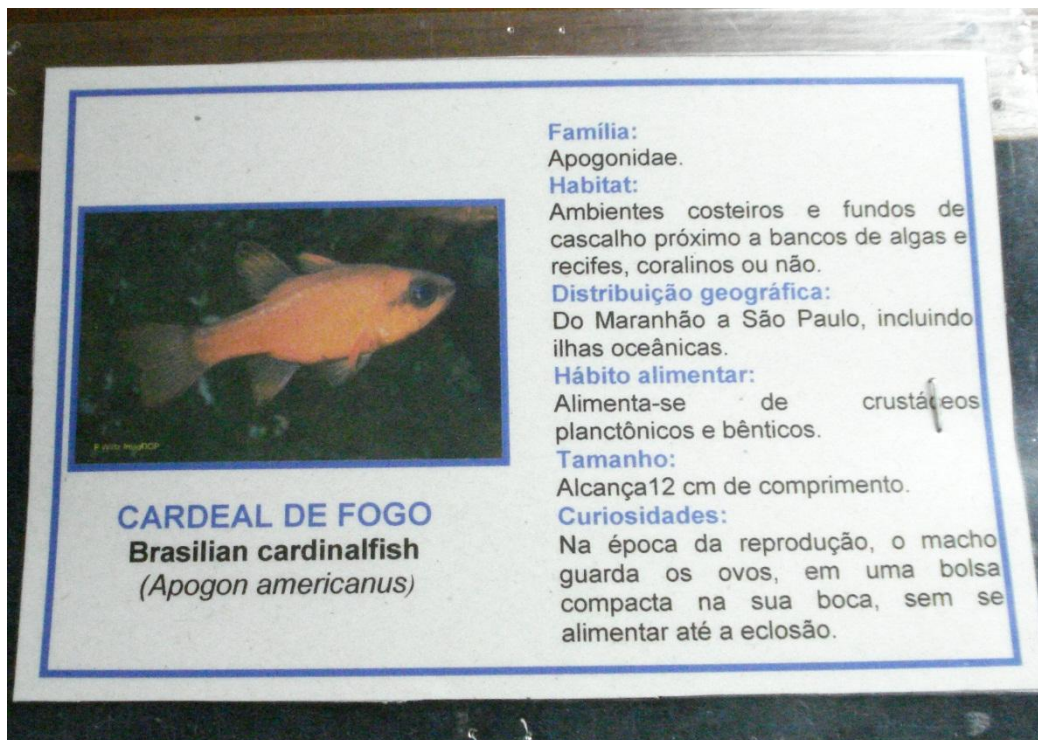 CARDEAL DE FOGO
Brasilian cardinalfish
(Apogon americanus)
Família:
Apogonidae.
Habitat:
Ambientes costeiros e fundos de
cascalho próximo a bancos de algas e
recifes, coralinos ou não.
Distribuição geográfica:
Do Maranhão a São Paulo, incluindo
ilhas oceânicas.
Hábito alimentar:
Alimenta-se de crustáceos
planctônicos e bênticos.
Tamanho:
Alcança12 cm de comprimento.
Curiosidades:
Na época da reprodução, o macho
guarda os ovos, em uma bolsa
compacta na sua boca, sem se
alimentar até a eclosão.